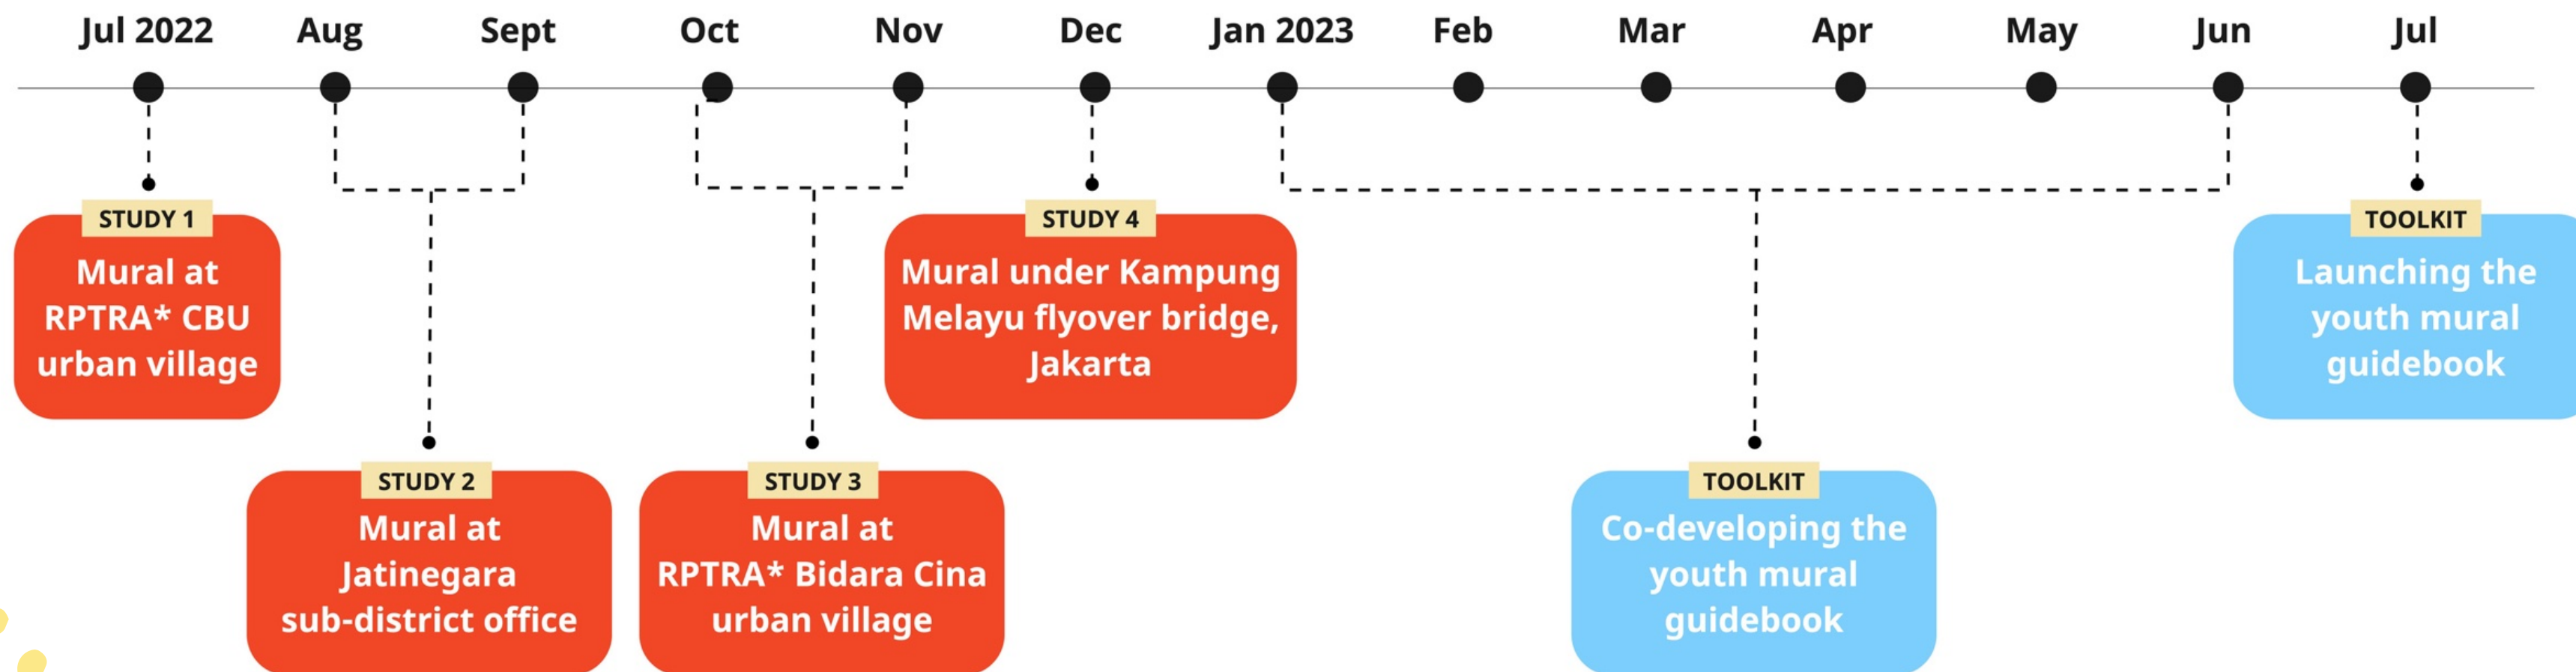 Jul 2022 Aug Sept Oct Nov Dec Jan 2023 Feb Mar Apr May Jun Jul
STUDY 1
Mural at
RPTRA* CBU
urban village
STUDY 2
Mural at
Jatinegara
sub-district office
STUDY 3
Mural at
RPTRA* Bidara Cina
urban village
STUDY 4
Mural under Kampung
Melayu flyover bridge,
Jakarta
TOOLKIT
Co-developing the
youth mural
guidebook
TOOLKIT
Launching the
youth mural
guidebook